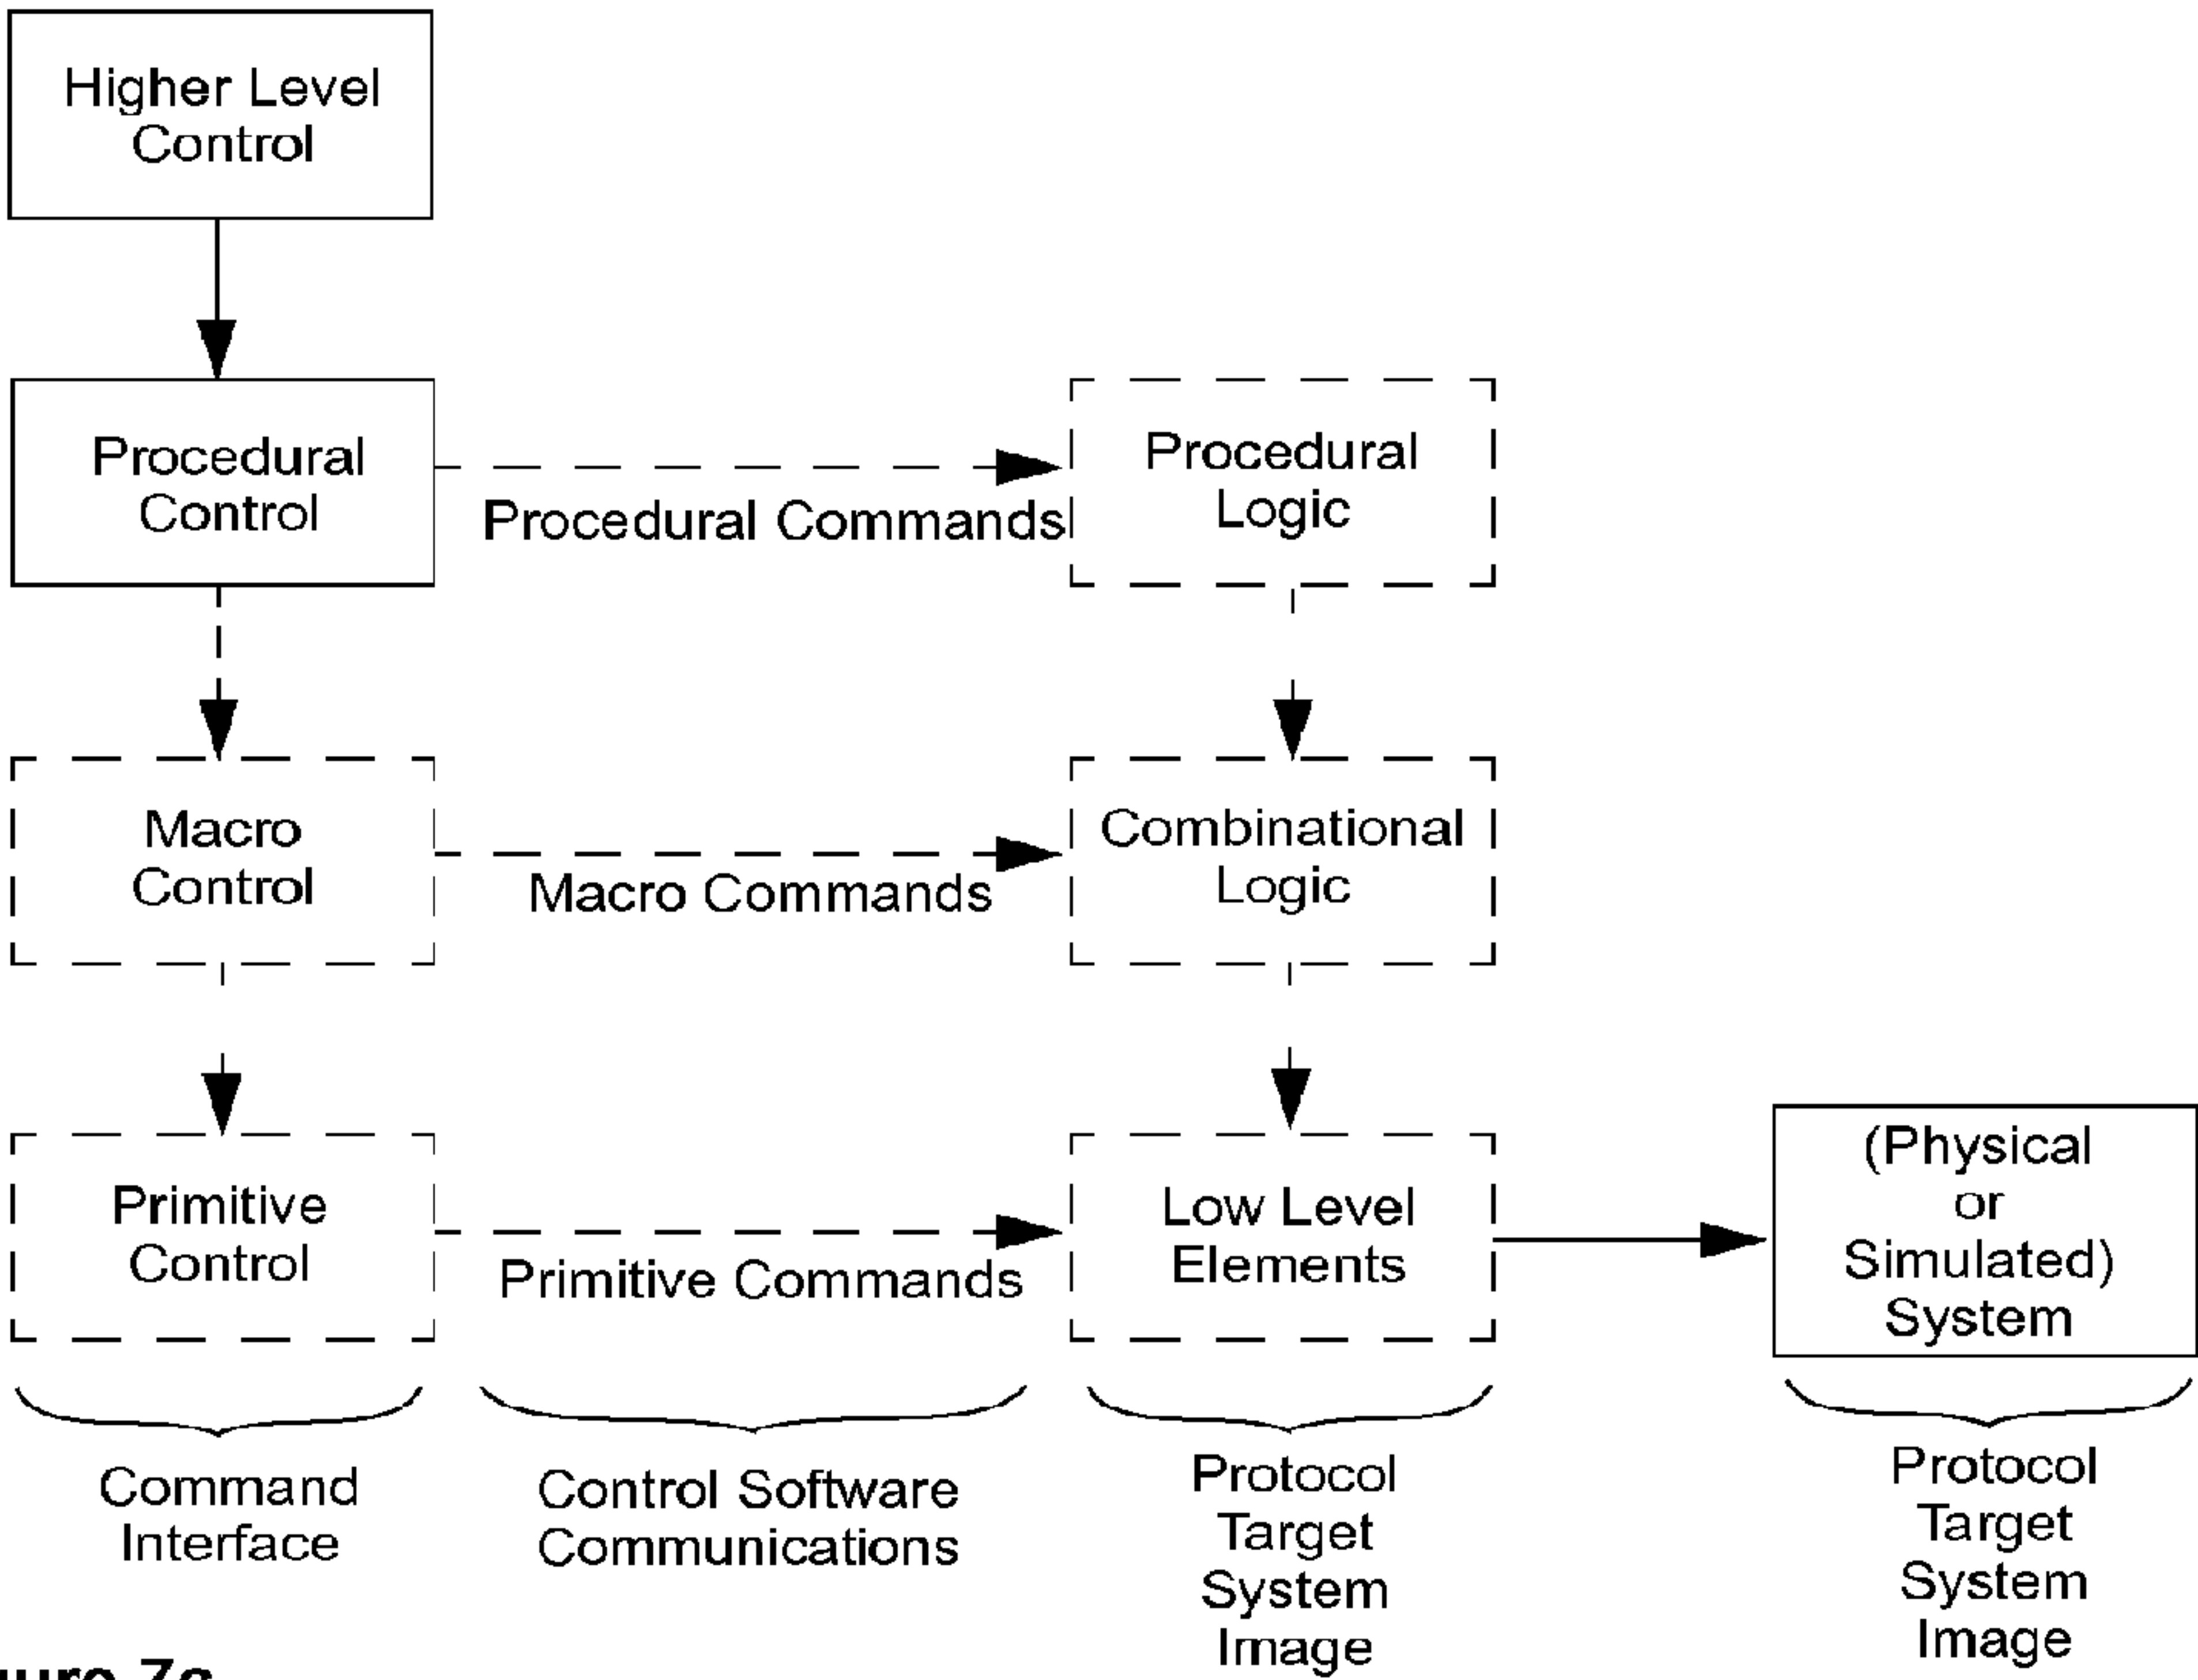 Higher Level
Control
Procedural
Control
Procedural Commands
Procedural
Logic
Macro
Control
Macro Commands
Combinational
Logic
Primitive
Control
Primitive Commands
Low Level
Elements
(Physical
or
Simulated)
System
Command
Interface
Control Software
Communications
Protocol
Target
System
Image
Protocol
Target
System
Image